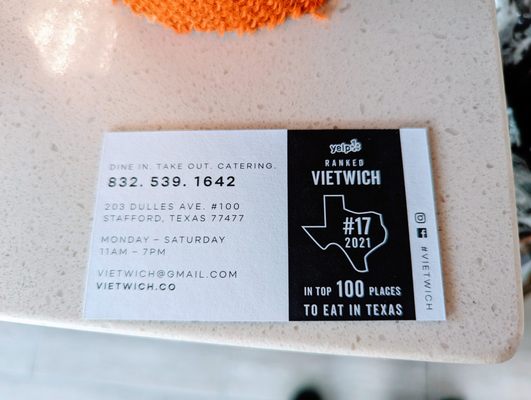 DINE IN. TAKE OUT. CATERING.
832. 539. 1642
203 DULLES AVE. #100
STAFFORD, TEXAS 77477
MONDAY – SATURDAY
11AM – 7PM
VIETWICH@GMAIL.COM
VIETWICH.CO
yelp
RANKED
VIETWICH
#17
2021
IN TOP 100 PLACES
TO EAT IN TEXAS
#VIETWICH